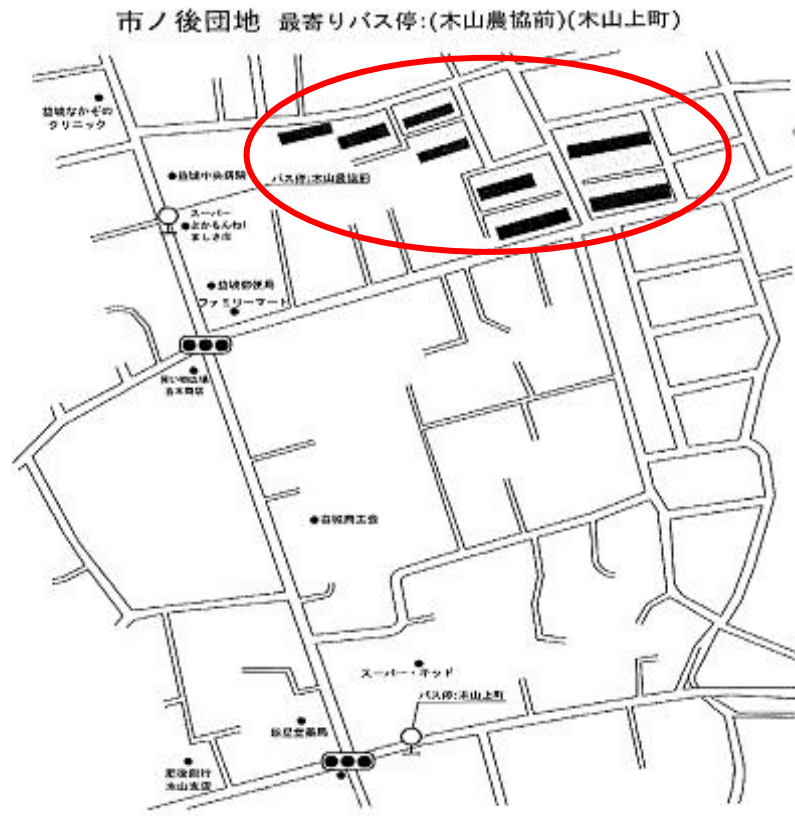 市ノ後団地 最寄りバス停:(木山農協前)(木山上町)
益城なかぞの
クリニック
益城中央病院
バス停:木山農協前
スーパー
よかもんね!
ましき店
益城郵便局
ファミリーマート
益城商工会
スーパー・キッド
バス停:木山上町
肥後銀行
木山支店